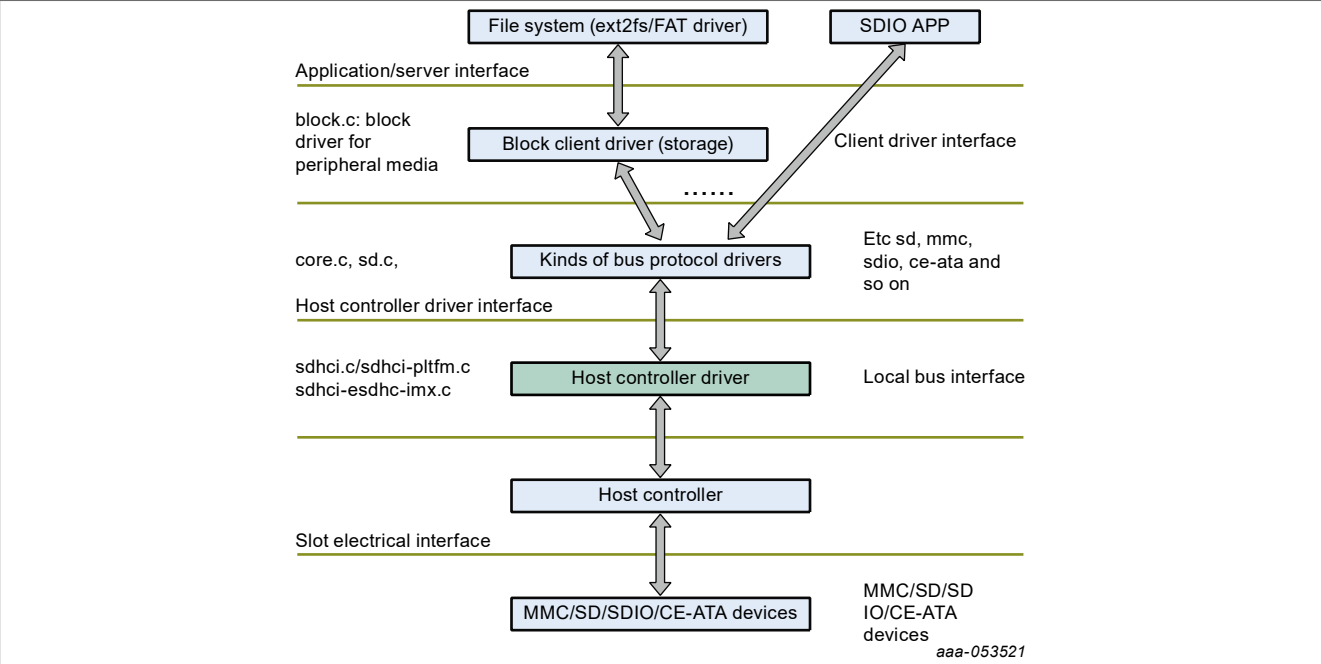 File system (ext2fs/FAT driver)
SDIO APP
Application/server interface
block.c: block
driver for
peripheral media
Block client driver (storage)
Client driver interface
......
core.c, sd.c,
Kinds of bus protocol drivers
Etc sd, mmc,
sdio, ce-ata and
so on
Host controller driver interface
sdhci.c/sdhci-pltfm.c
sdhci-esdhc-imx.c
Host controller driver
Local bus interface
Host controller
Slot electrical interface
MMC/SD/SDIO/CE-ATA devices
MMC/SD/SD
IO/CE-ATA
devices
aaa-053521